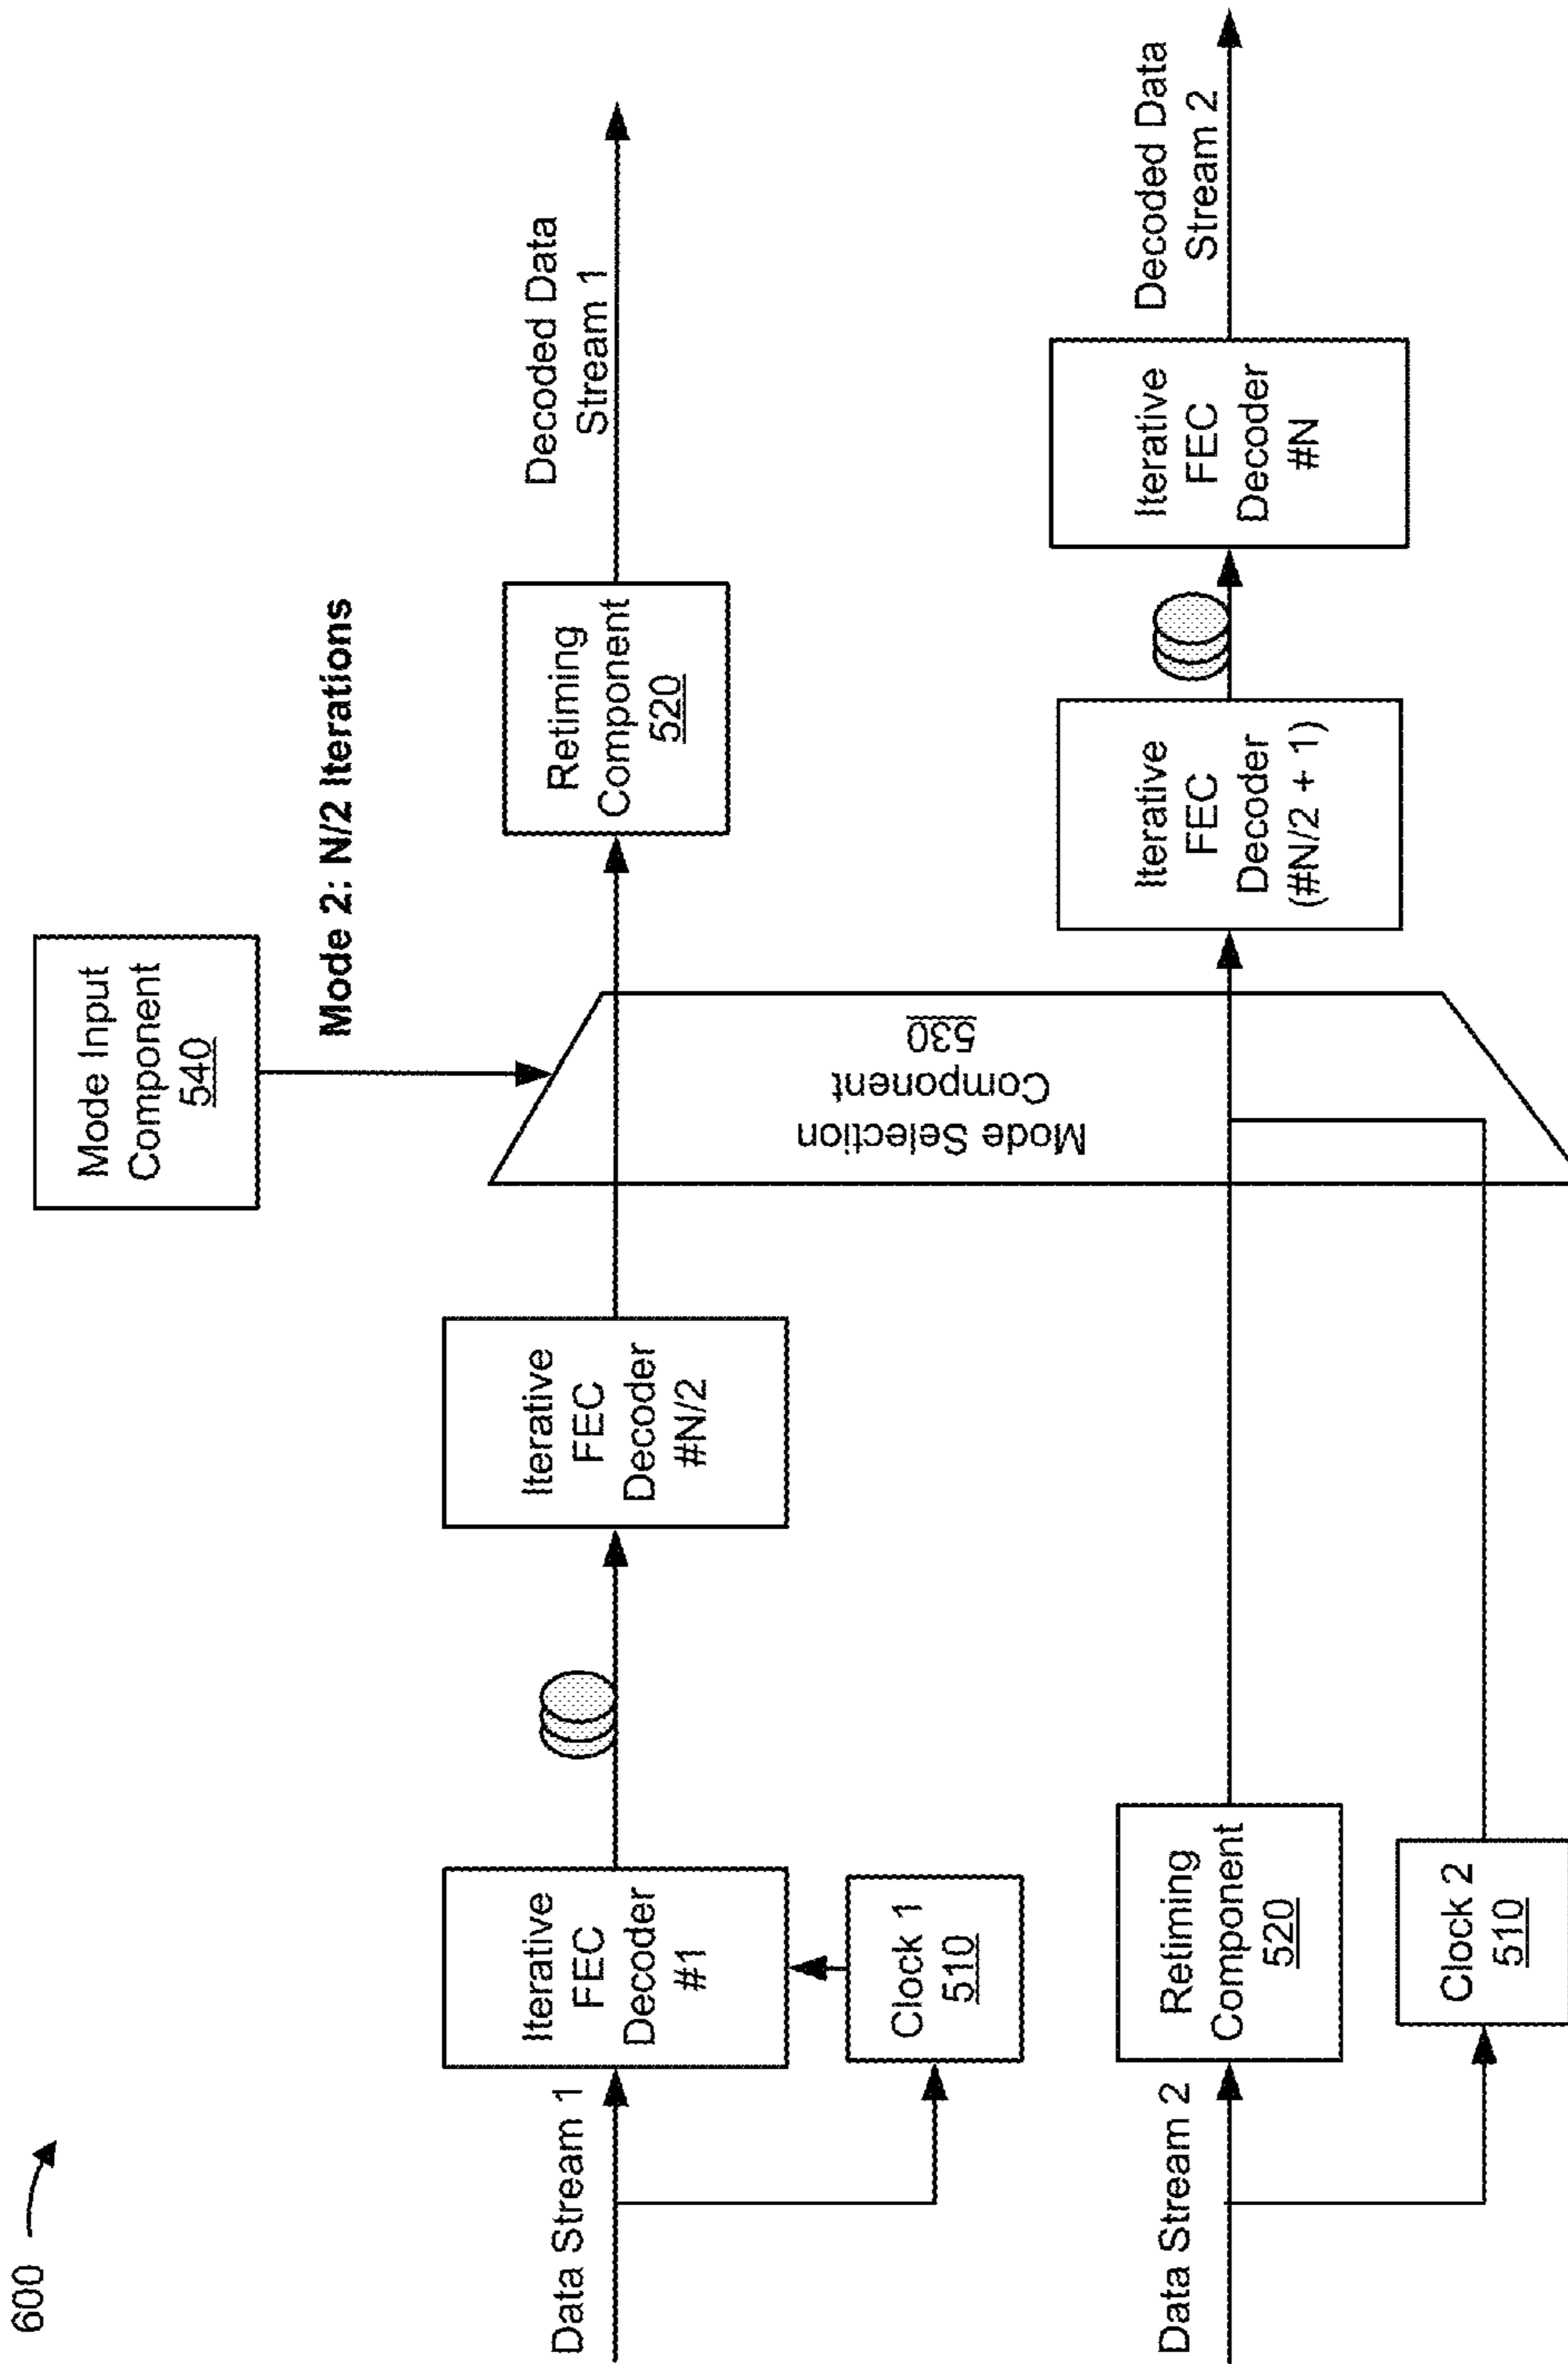 600
Mode Input
Component
540
Mode 2: N/2 Iterations
Data Stream 1
Iterative
FEC
Decoder
#1
Clock 1
510
Iterative
FEC
Decoder
#N/2
Retiming
Component
520
Decoded Data
Stream 1
Mode Selection
Component
530
Data Stream 2
Retiming
Component
520
Clock 2
510
Iterative
FEC
Decoder
(#N/2 + 1)
Iterative
FEC
Decoder
#N
Decoded Data
Stream 2